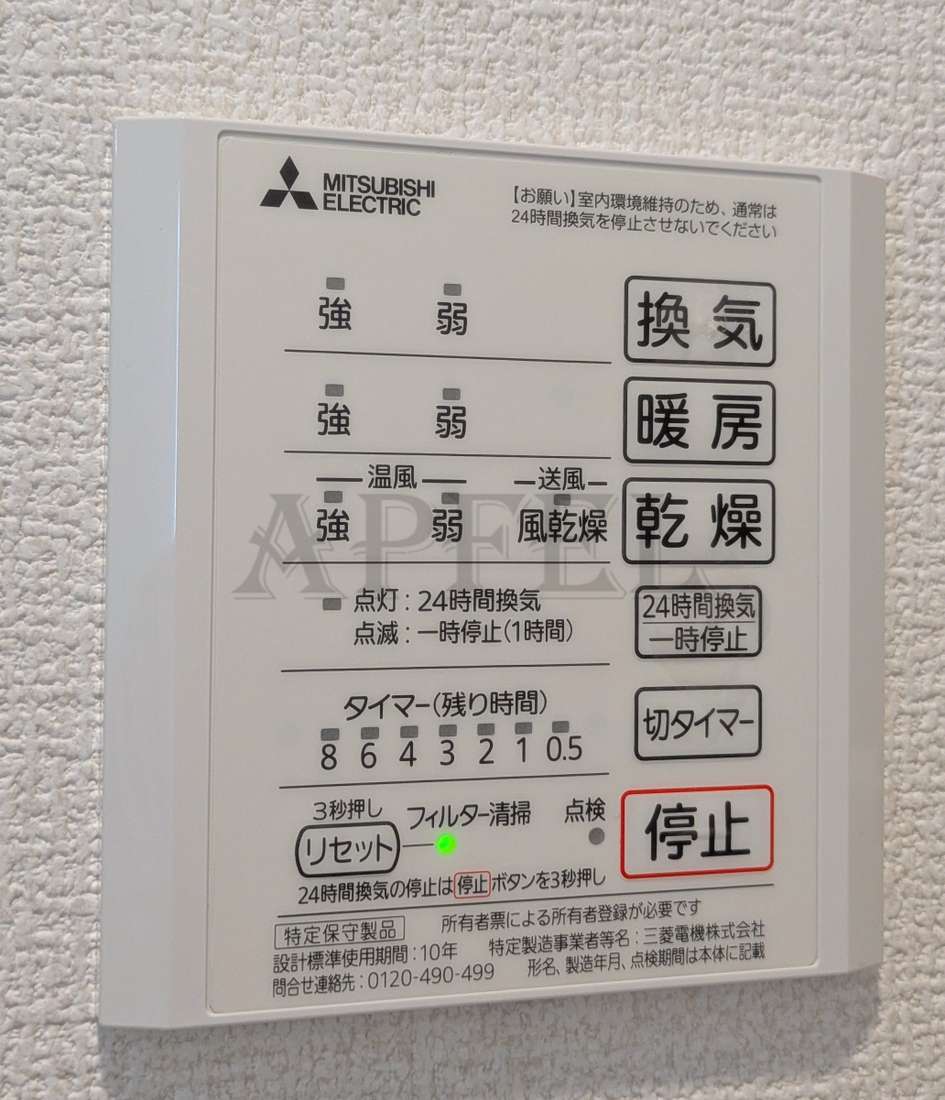 MITSUBISHI
ELECTRIC
【お願い】室内環境維持のため、通常は
24時間換気を停止させないでください
強 弱 換気
強 弱 暖房
温風 送風
強 弱 風乾燥 乾燥
APFEL
点灯：24時間換気
点滅：一時停止(1時間)
24時間換気
一時停止
タイマー(残り時間)
8 6 4 3 2 1 0.5
切タイマー
3秒押し フィルター清掃 点検
リセット
停止
24時間換気の停止は停止ボタンを3秒押し
特定保守製品 所有者票による所有者登録が必要です
設計標準使用期間：10年 特定製造事業者等名：三菱電機株式会社
問合せ連絡先：0120-490-499 形名、製造年月、点検期間は本体に記載